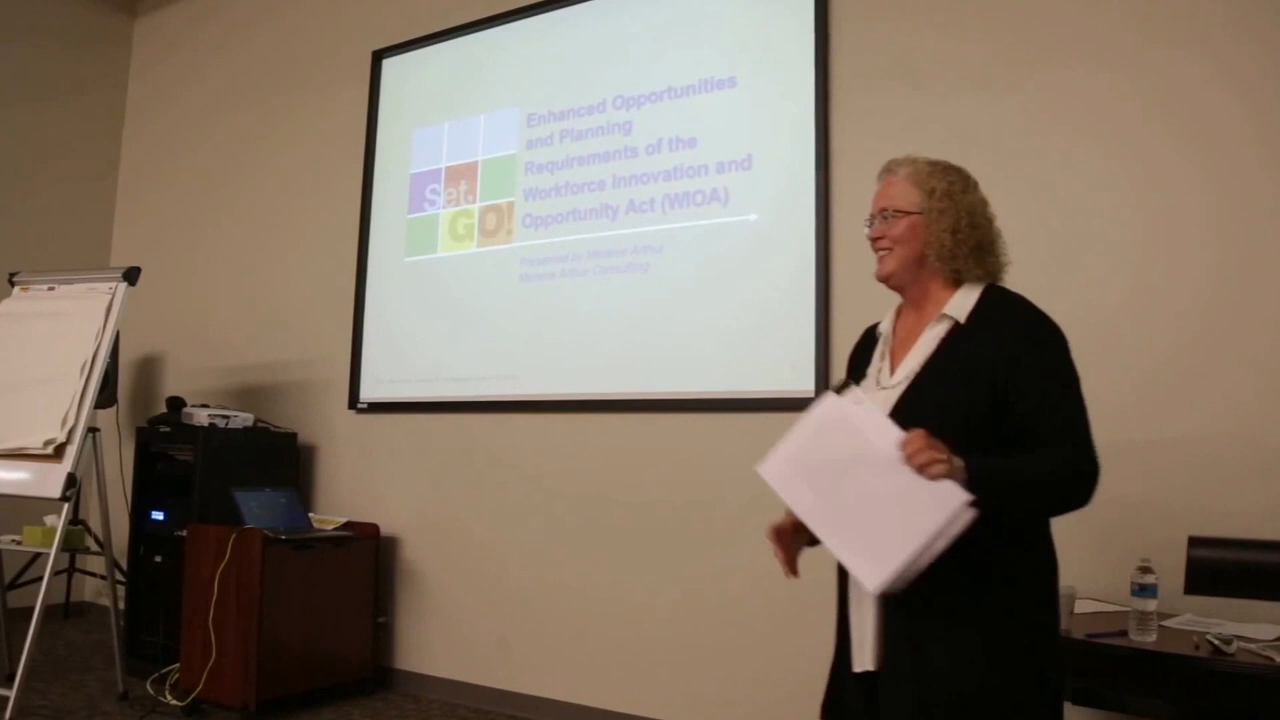 Enhanced Opportunities
and Planning
Requirements of the
Workforce Innovation and
Opportunity Act (WIOA)
Set,
GO!
Presented by Melanie Arthur
Melanie Arthur Consulting